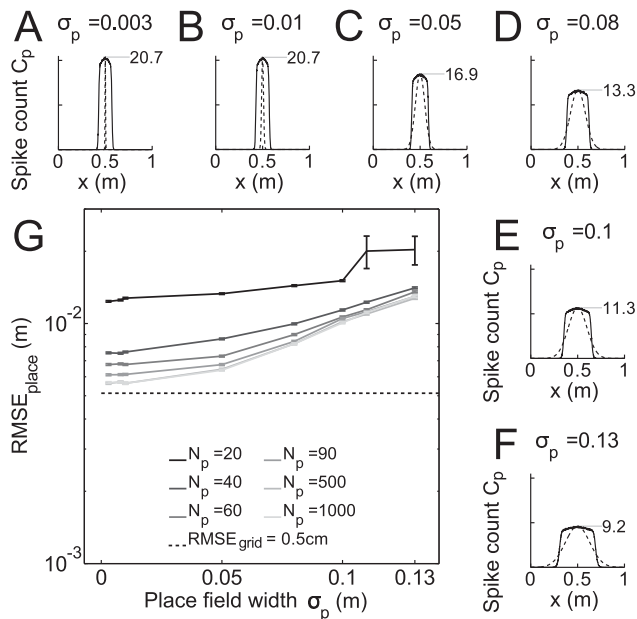 A σp =0.003
B σp =0.01
C σp =0.05
D σp =0.08
Spike count Cp
20.7
20.7
16.9
13.3
0 0.5 1
0 0.5 1
0 0.5 1
0 0.5 1
x (m)
x (m)
x (m)
x (m)
G
RMSEplace (m)
10-2
10-3
Np =20
Np =90
Np =40
Np =500
Np =60
Np =1000
RMSEgrid = 0.5cm
0 0.05 0.1 0.13
Place field width σp (m)
E σp =0.1
Spike count Cp
11.3
0 0.5 1
x (m)
F σp =0.13
Spike count Cp
9.2
0 0.5 1
x (m)